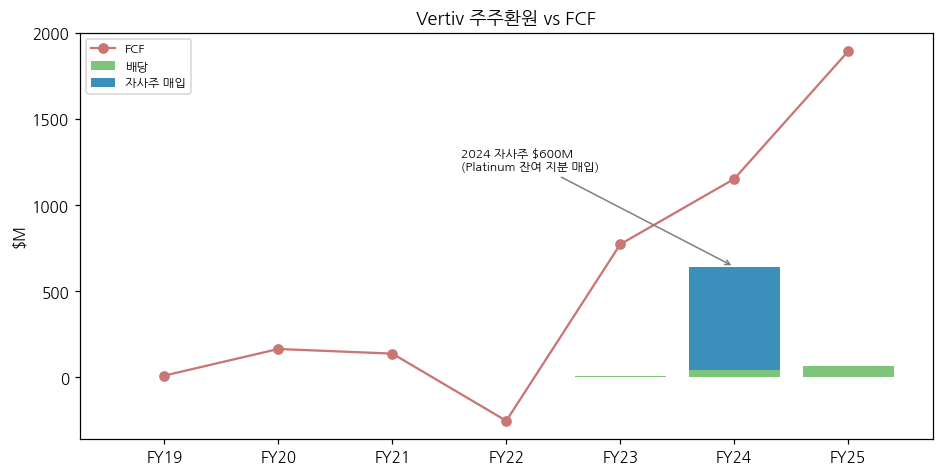 Vertiv 주주환원 vs FCF
FCF
배당
자사주 매입
2024 자사주 $600M
(Platinum 잔여 지분 매입)
$M
2000
1500
1000
500
0
FY19
FY20
FY21
FY22
FY23
FY24
FY25